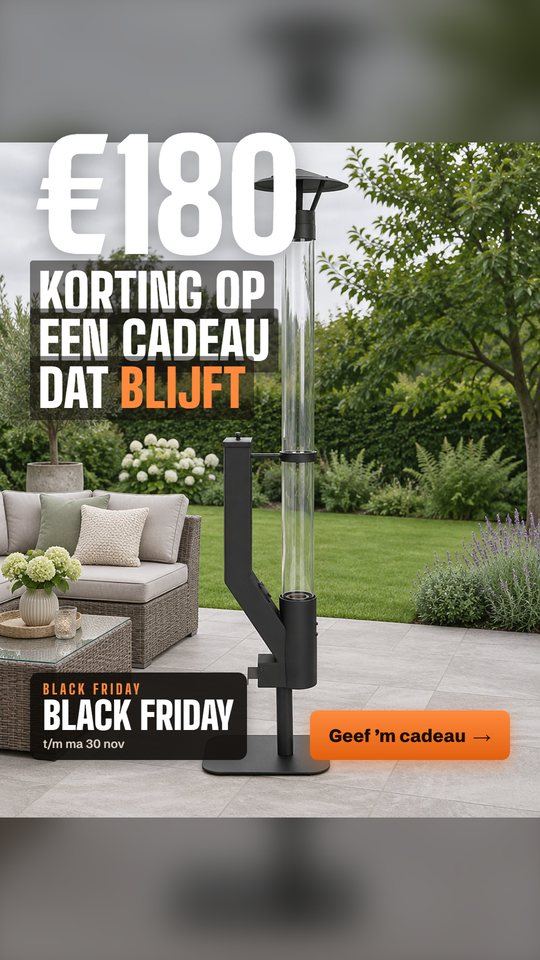 €180
KORTING OP
EEN CADEAU
DAT BLIJFT
BLACK FRIDAY
BLACK FRIDAY
t/m ma 30 nov
Geef ’m cadeau →